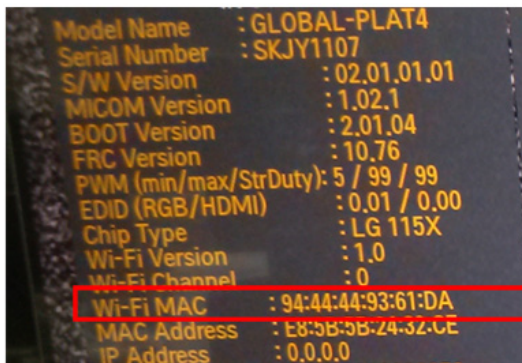 Model Name : GLOBAL-PLAT4
Serial Number : SKJY1107
S/W Version : 02.01.01.01
MICOM Version : 1.02.1
BOOT Version : 2.01.04
FRC Version : 10.76
PWM (min/max/StrDuty): 5 / 99 / 99
EDID (RGB/HDMI) : 0.01 / 0.00
Chip Type : LG 115X
Wi-Fi Version : 1.0
Wi-Fi Channel : 0
Wi-Fi MAC : 94:44:44:93:61:DA
MAC Address : E8:5B:5B:24:32:CE
IP Address : 0.0.0.0